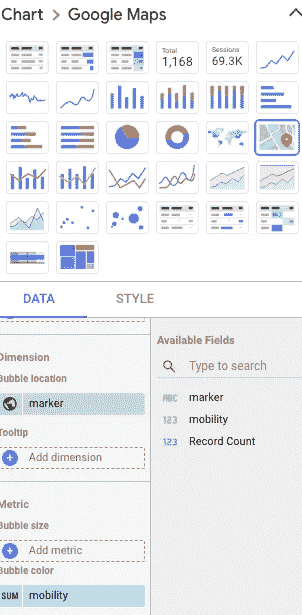 Chart > Google Maps
Total
1,168
Sessions
69.3K
DATA
STYLE
Dimension
Bubble location
marker
Tooltip
Add dimension
Metric
Bubble size
Add metric
Bubble color
SUM mobility
Available Fields
Type to search
ABC marker
123 mobility
123 Record Count